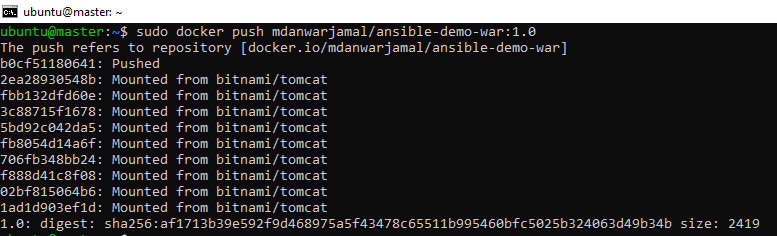 ubuntu@master: ~
ubuntu@master:~$ sudo docker push mdanwarjamal/ansible-demo-war:1.0
The push refers to repository [docker.io/mdanwarjamal/ansible-demo-war]
b0cf51180641: Pushed
2ea28930548b: Mounted from bitnami/tomcat
fbb132dfd60e: Mounted from bitnami/tomcat
3c88715f1678: Mounted from bitnami/tomcat
5bd92c042da5: Mounted from bitnami/tomcat
fb8054d14a6f: Mounted from bitnami/tomcat
706fb348bb24: Mounted from bitnami/tomcat
f888d41c8f08: Mounted from bitnami/tomcat
02bf815064b6: Mounted from bitnami/tomcat
1ad1d903ef1d: Mounted from bitnami/tomcat
1.0: digest: sha256:af1713b39e592f9d468975a5f43478c65511b995460bfc5025b324063d49b34b size: 2419